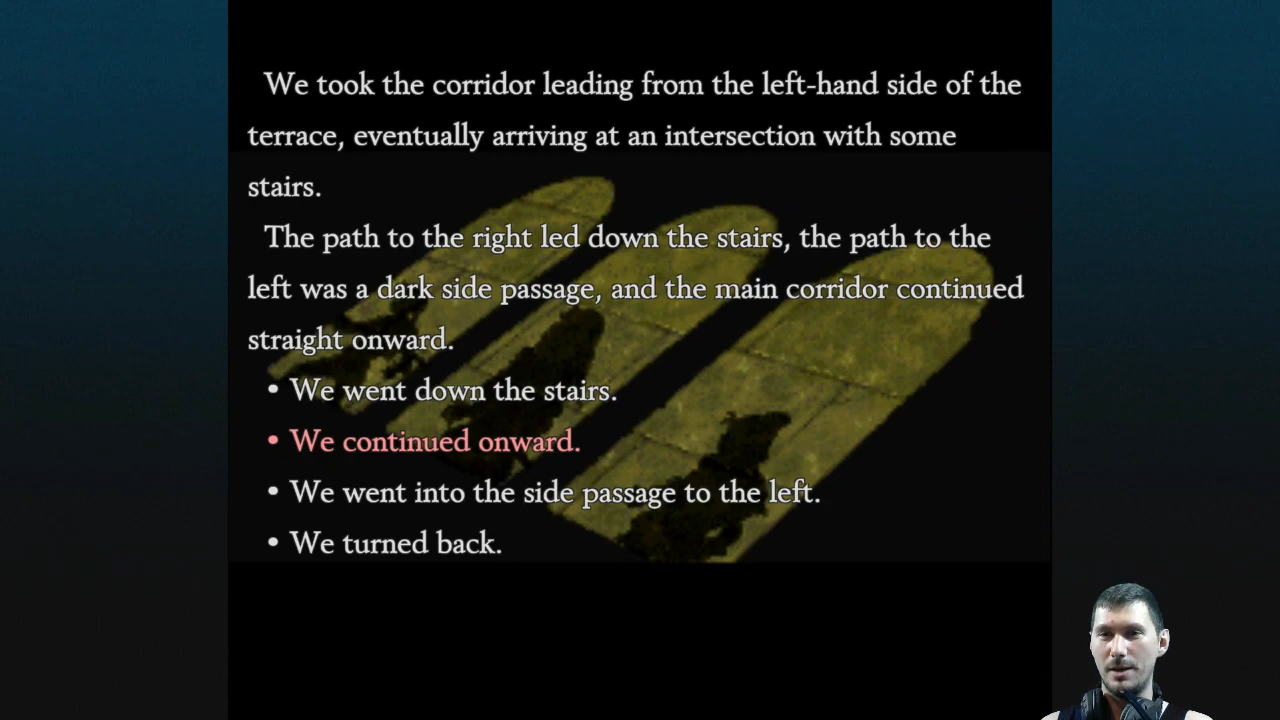 We took the corridor leading from the left-hand side of the
terrace, eventually arriving at an intersection with some
stairs.
The path to the right led down the stairs, the path to the
left was a dark side passage, and the main corridor continued
straight onward.
• We went down the stairs.
• We continued onward.
• We went into the side passage to the left.
• We turned back.